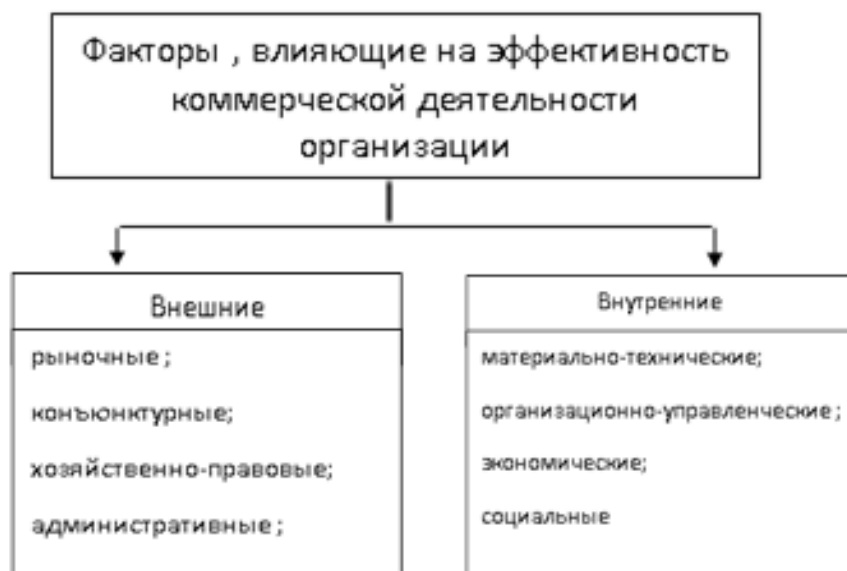 Факторы , влияющие на эффективность
коммерческой деятельности
организации
Внешние
рыночные ;
конъюнктурные;
хозяйственно-правовые;
административные ;
Внутренние
материально-технические;
организационно-управленческие ;
экономические;
социальные